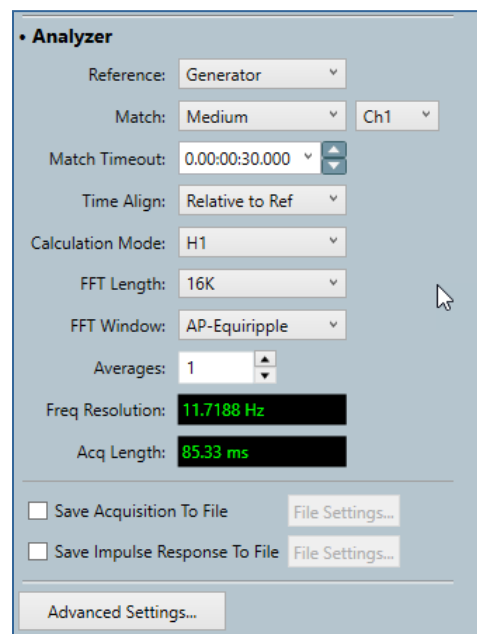 • Analyzer
Reference: Generator
Match: Medium Ch1
Match Timeout: 0.00:00:30.000
Time Align: Relative to Ref
Calculation Mode: H1
FFT Length: 16K
FFT Window: AP-Equiripple
Averages: 1
Freq Resolution: 11.7188 Hz
Acq Length: 85.33 ms
Save Acquisition To File File Settings...
Save Impulse Response To File File Settings...
Advanced Settings...